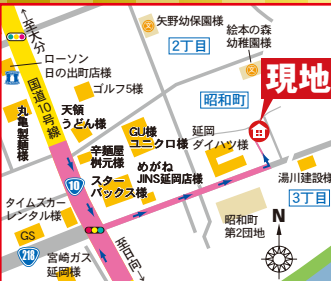 至大分
ローソン
日の出町店様
国道10号線
丸亀製麺様
天領
うどん様
ゴルフ5様
矢野幼保園様
2丁目
絵本の森
幼稚園様
昭和町
現地
GU様
ユニクロ様
延岡
ダイハツ様
辛麺屋
桝元様
めがね
JINS延岡店様
スター
バックス様
10
タイムズカー
レンタル様
GS
218
宮崎ガス
延岡様
至日向
湯川建設様
3丁目
昭和町
第2団地
N